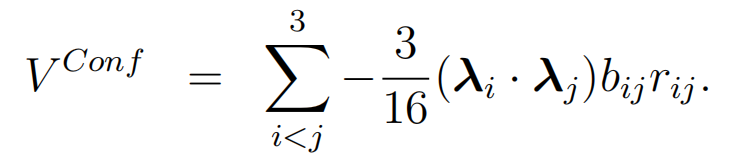 $V^{Conf} = \sum_{i<j}^{3} -\frac{3}{16} (\boldsymbol{\lambda}_i \cdot \boldsymbol{\lambda}_j) b_{ij} r_{ij}.$